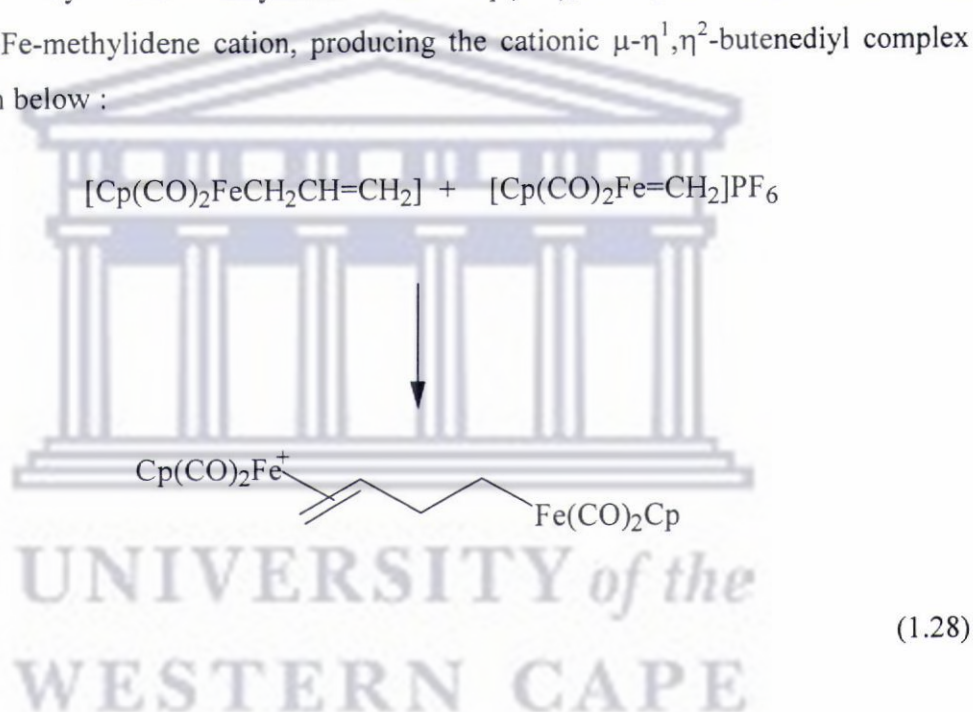 Fe-methylidene cation, producing the cationic μ-η¹,η²-butenediyl complex
below :
[Cp(CO)₂FeCH₂CH=CH₂] + [Cp(CO)₂Fe=CH₂]PF₆
Cp(CO)₂Fe⁺
Fe(CO)₂Cp
UNIVERSITY of the
(1.28)
WESTERN CAPE